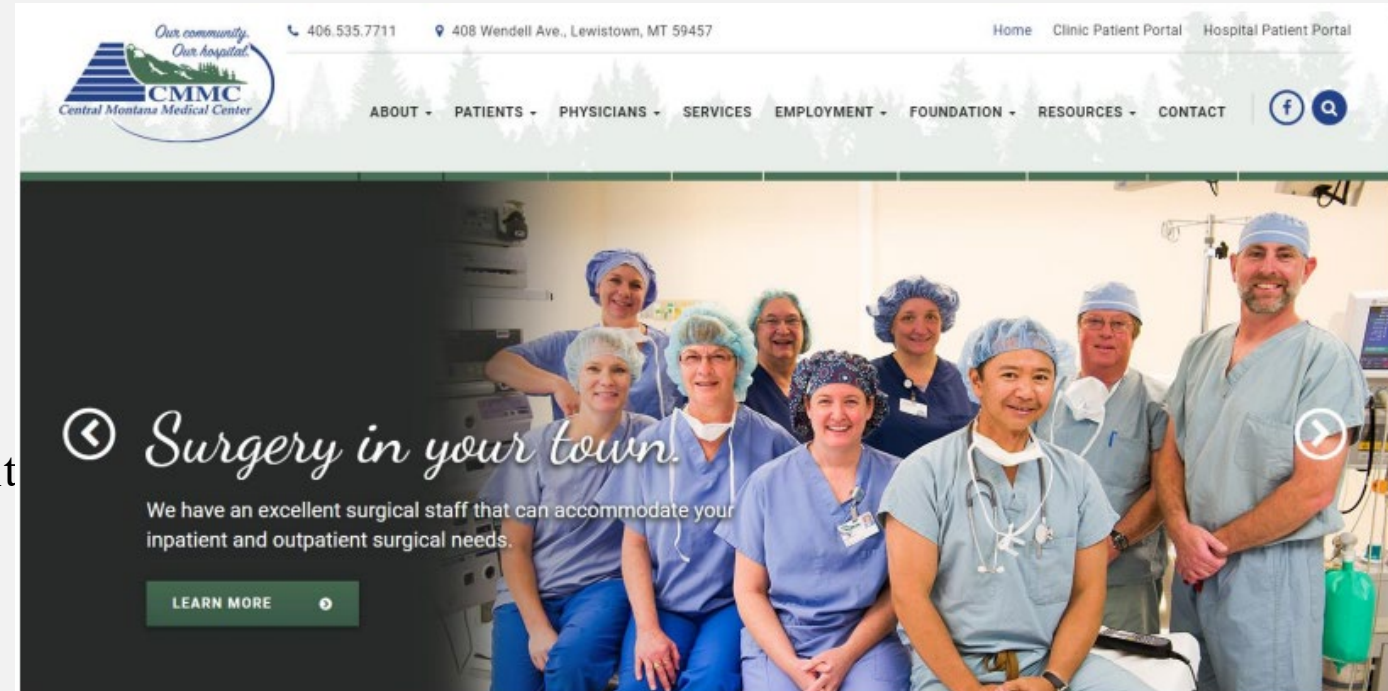 Our community.
Our hospital.
CMMC
Central Montana Medical Center
406.535.7711
408 Wendell Ave., Lewistown, MT 59457
Home
Clinic Patient Portal
Hospital Patient Portal
ABOUT
PATIENTS
PHYSICIANS
SERVICES
EMPLOYMENT
FOUNDATION
RESOURCES
CONTACT
f
Surgery in your town.
We have an excellent surgical staff that can accommodate your
inpatient and outpatient surgical needs.
LEARN MORE